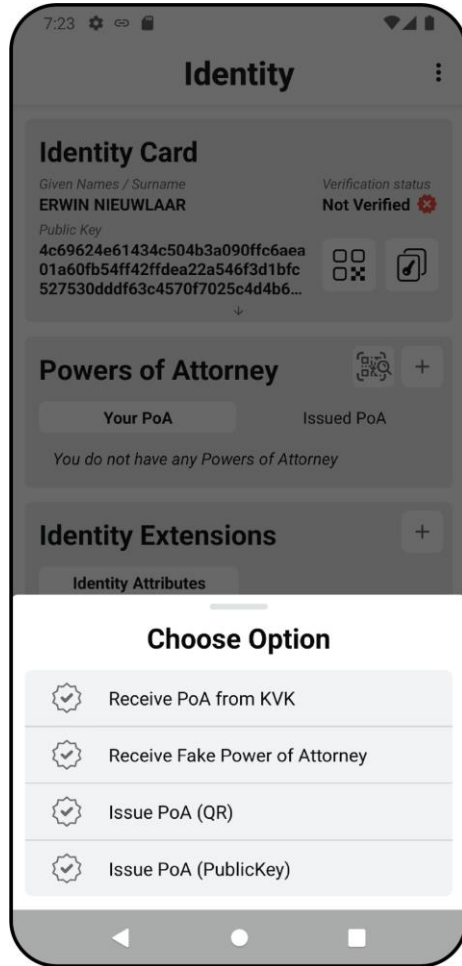 7:23
Identity
Identity Card
Given Names / Surname
Verification status
ERWIN NIEUWLAAR
Not Verified
Public Key
4c69624e61434c504b3a090ffc6aea
01a60fb54ff42ffdea22a546f3d1bfc
527530dddf63c4570f7025c4d4b6...
Powers of Attorney
+
Your PoA
Issued PoA
You do not have any Powers of Attorney
Identity Extensions
+
Identity Attributes
Choose Option
Receive PoA from KVK
Receive Fake Power of Attorney
Issue PoA (QR)
Issue PoA (PublicKey)